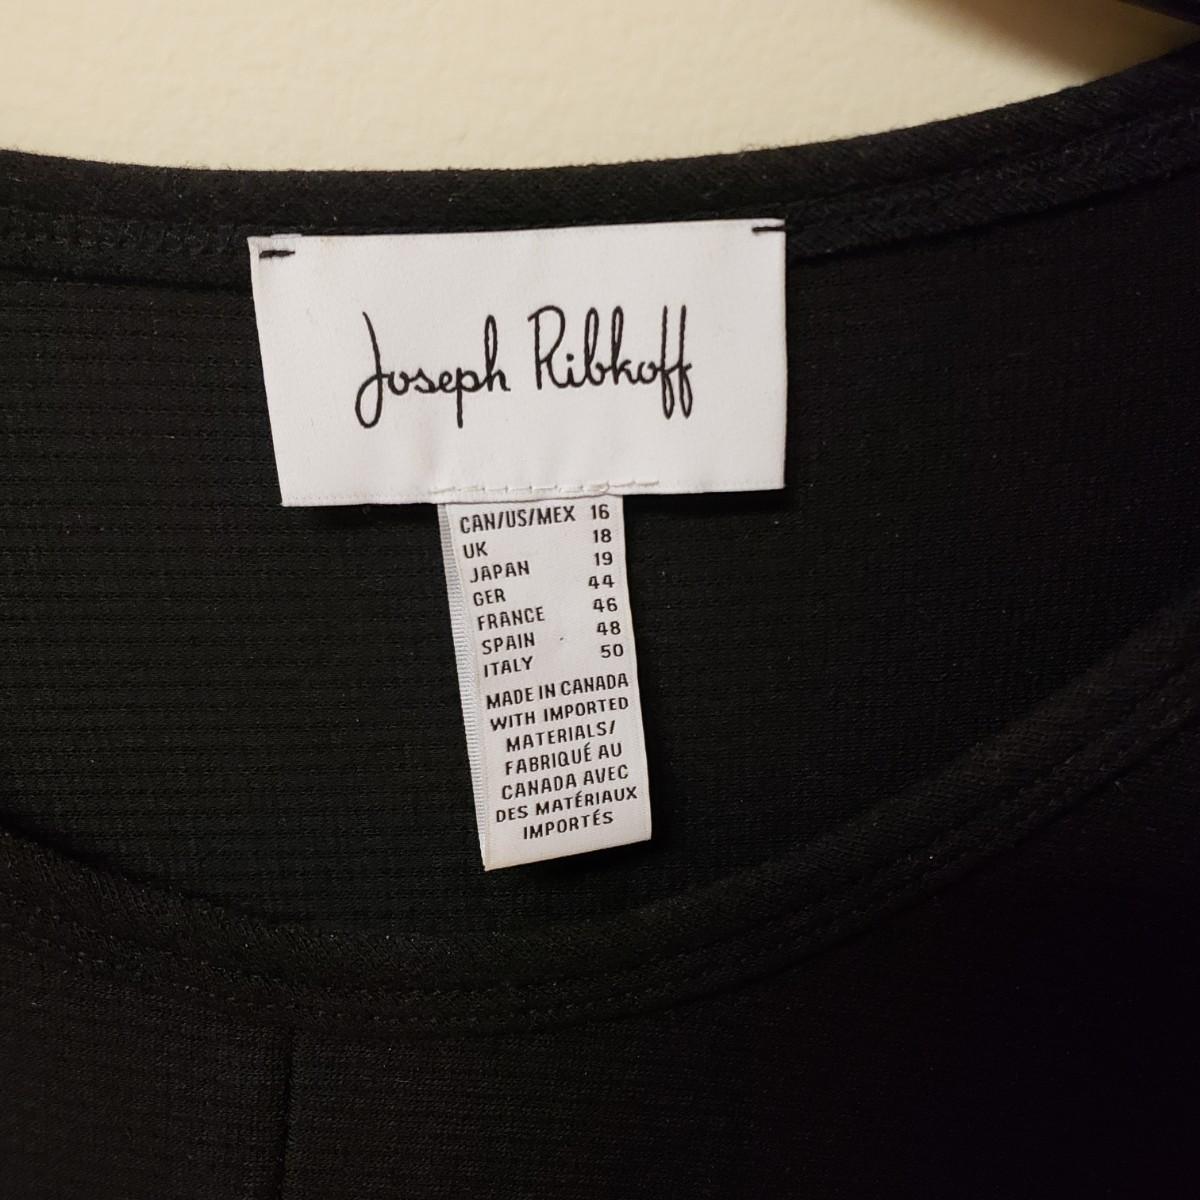 Joseph Ribkoff
CAN/US/MEX 16
UK 18
JAPAN 19
GER 44
FRANCE 46
SPAIN 48
ITALY 50
MADE IN CANADA
WITH IMPORTED
MATERIALS/
FABRIQUÉ AU
CANADA AVEC
DES MATÉRIAUX
IMPORTÉS